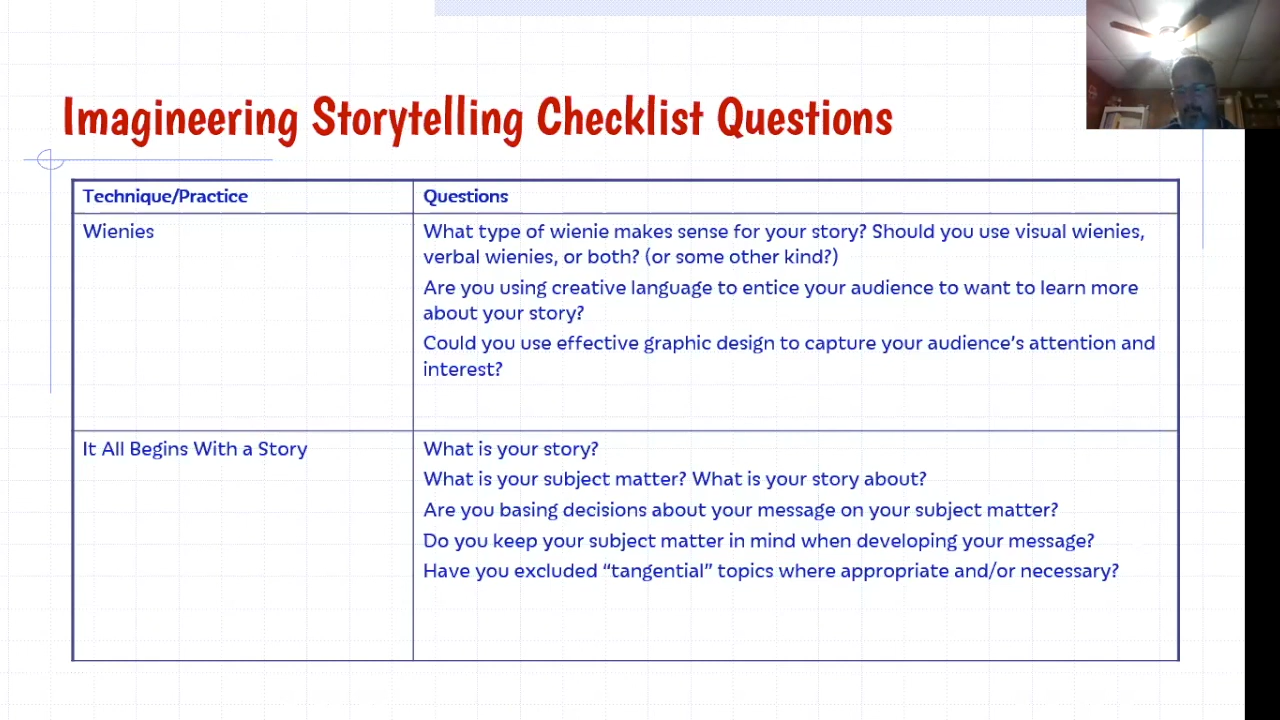 Imagineering Storytelling Checklist Questions
Technique/Practice
Questions
Wienies
What type of wienie makes sense for your story? Should you use visual wienies,
verbal wienies, or both? (or some other kind?)
Are you using creative language to entice your audience to want to learn more
about your story?
Could you use effective graphic design to capture your audience's attention and
interest?
It All Begins With a Story
What is your story?
What is your subject matter? What is your story about?
Are you basing decisions about your message on your subject matter?
Do you keep your subject matter in mind when developing your message?
Have you excluded “tangential” topics where appropriate and/or necessary?